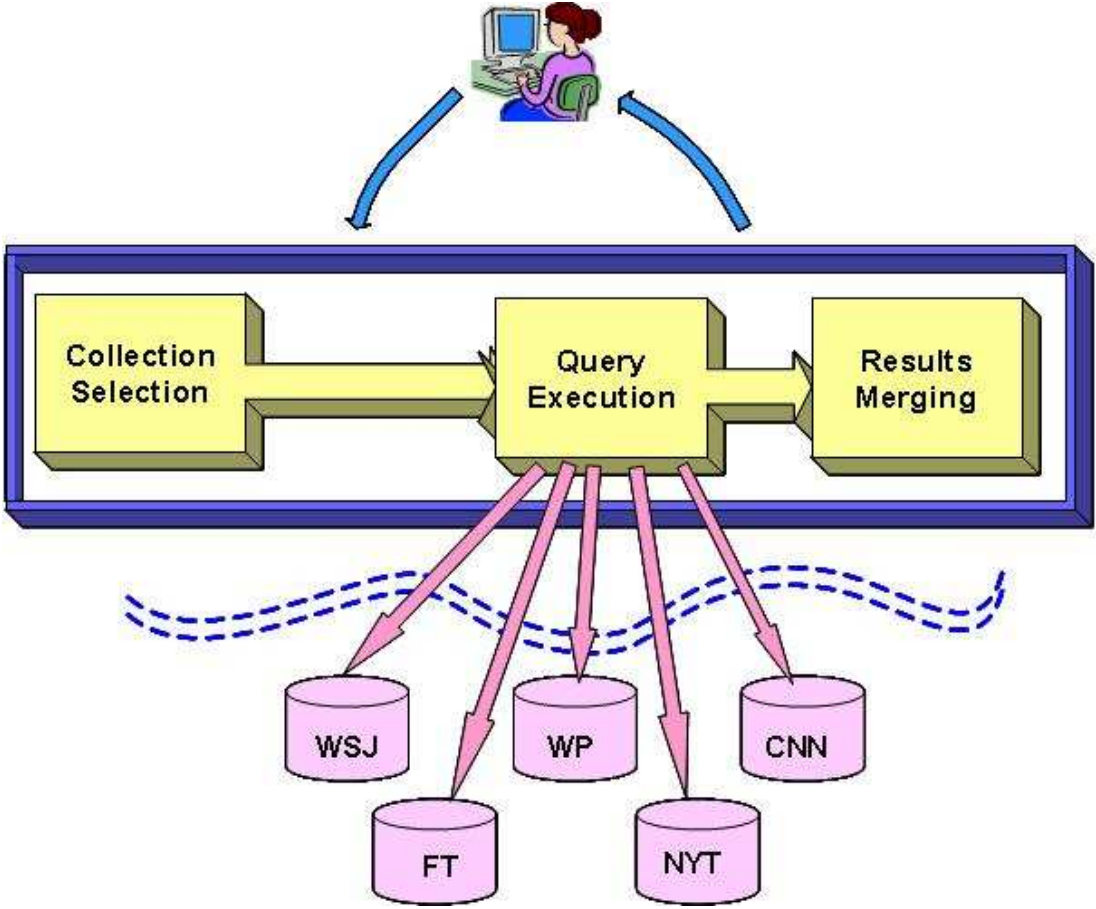 Collection
Selection
Query
Execution
Results
Merging
WSJ
WP
CNN
FT
NYT